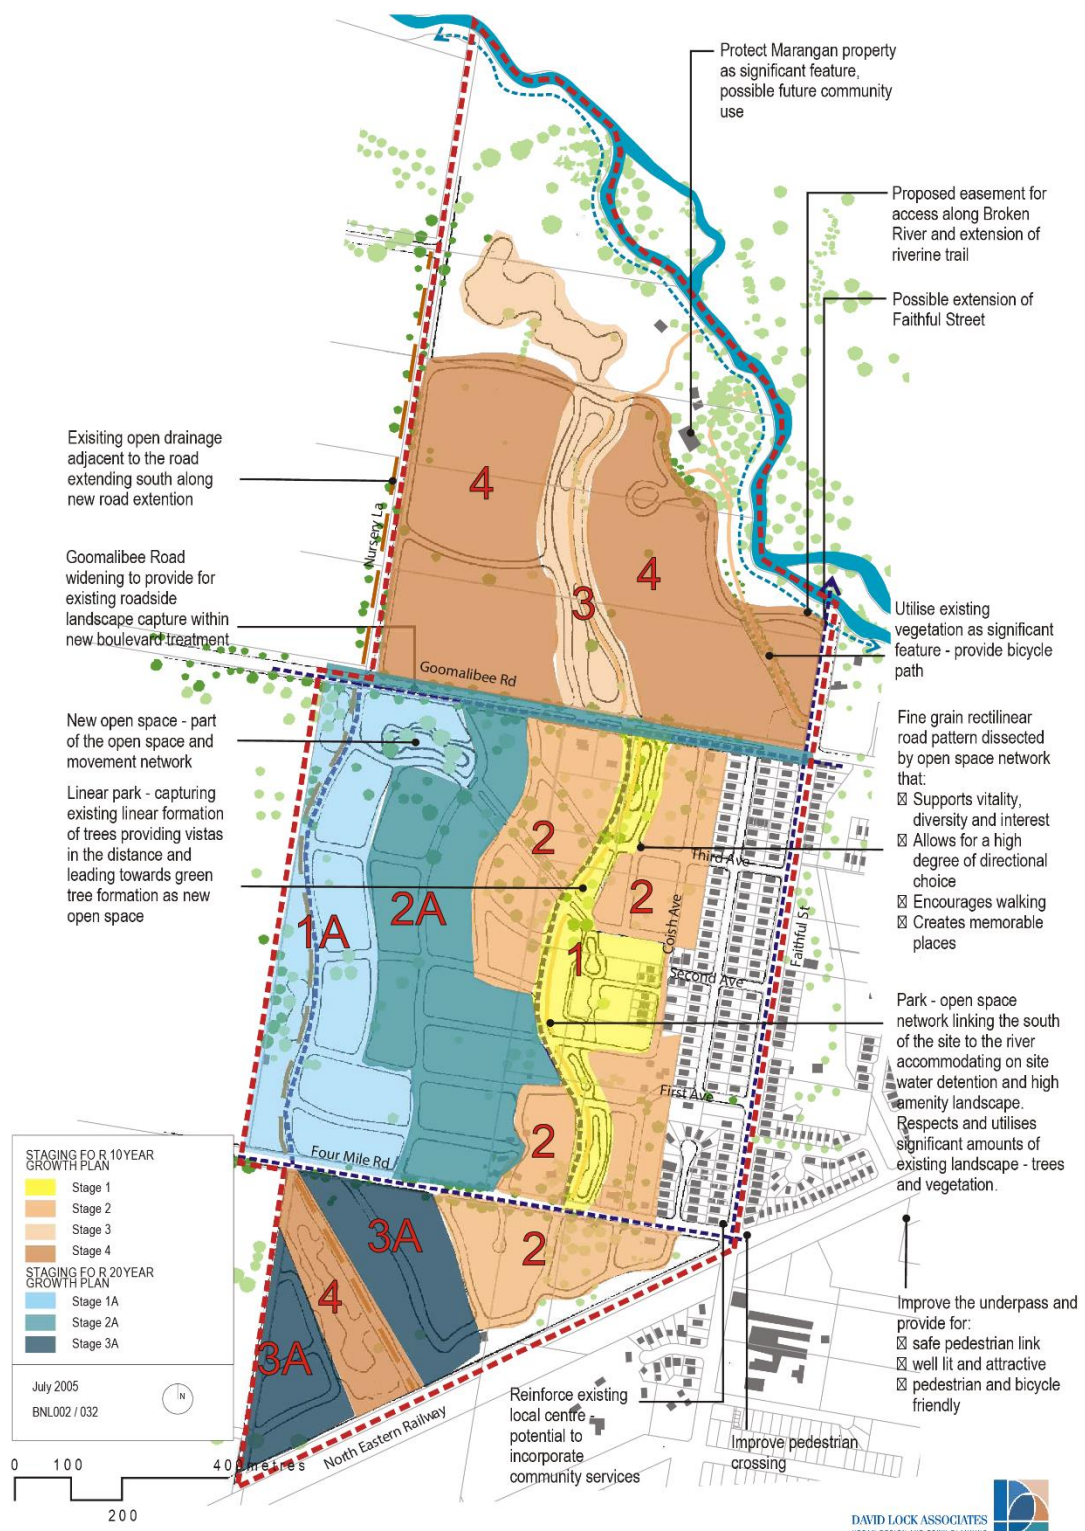 Protect Marangan property
as significant feature,
possible future community
use
Proposed easement for
access along Broken
River and extension of
riverine trail
Possible extension of
Faithful Street
Exisiting open drainage
adjacent to the road
extending south along
new road extention
Goomalibee Road
widening to provide for
existing roadside
landscape capture within
new boulevard treatment
New open space - part
of the open space and
movement network
Linear park - capturing
existing linear formation
of trees providing vistas
in the distance and
leading towards green
tree formation as new
open space
Utilise existing
vegetation as significant
feature - provide bicycle
path
Fine grain rectilinear
road pattern dissected
by open space network
that:
Supports vitality,
diversity and interest
Allows for a high
degree of directional
choice
Encourages walking
Creates memorable
places
Park - open space
network linking the south
of the site to the river
accommodating on site
water detention and high
amenity landscape.
Respects and utilises
significant amounts of
existing landscape - trees
and vegetation.
Improve the underpass and
provide for:
safe pedestrian link
well lit and attractive
pedestrian and bicycle
friendly
Reinforce existing
local centre -
potential to
incorporate
community services
Improve pedestrian
crossing
4
4
3
Nursery La
Goomalibee Rd
2
2
Third Ave
2A
1A
Coish Ave
Faithful St
1
Second Ave
First Ave
2
Four Mile Rd
3A
2
4
3A
North Eastern Railway
STAGING FO R 10 YEAR
GROWTH PLAN
Stage 1
Stage 2
Stage 3
Stage 4
STAGING FO R 20 YEAR
GROWTH PLAN
Stage 1A
Stage 2A
Stage 3A
July 2005
BNL002 / 032
N
0 100 400 metres
200
DAVID LOCK ASSOCIATES